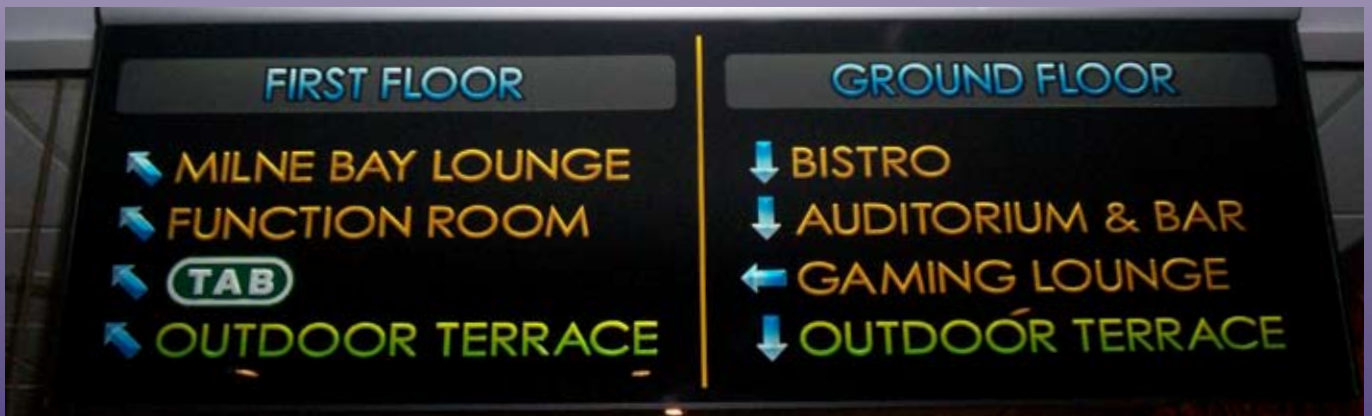 FIRST FLOOR
MILNE BAY LOUNGE
FUNCTION ROOM
TAB
OUTDOOR TERRACE
GROUND FLOOR
BISTRO
AUDITORIUM & BAR
GAMING LOUNGE
OUTDOOR TERRACE